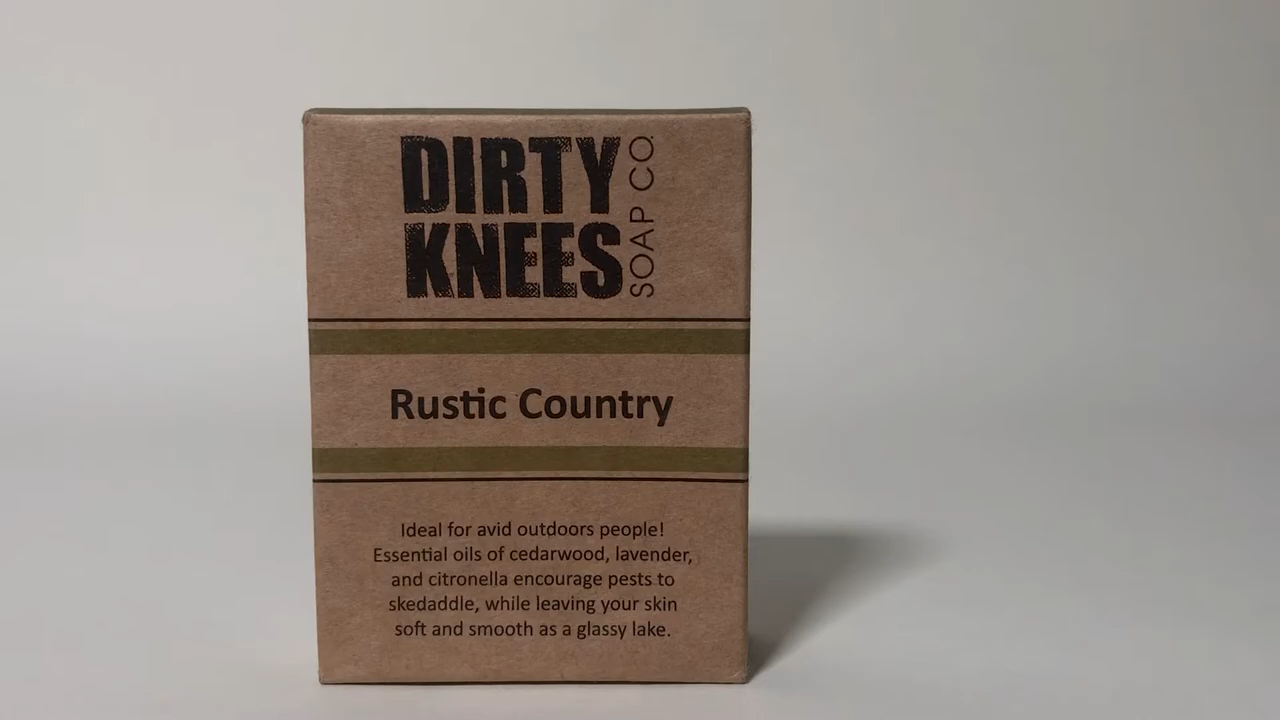 DIRTY
KNEES
SOAP CO.
Rustic Country
Ideal for avid outdoors people!
Essential oils of cedarwood, lavender,
and citronella encourage pests to
skedaddle, while leaving your skin
soft and smooth as a glassy lake.